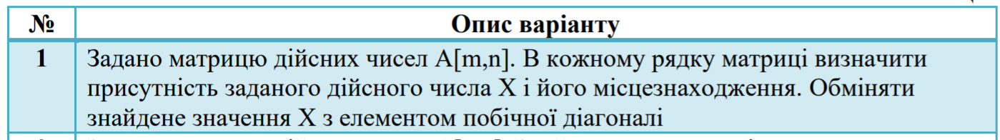 № Опис варіанту
1 Задано матрицю дійсних чисел A[m,n]. В кожному рядку матриці визначити
присутність заданого дійсного числа X і його місцезнаходження. Обміняти
знайдене значення X з елементом побічної діагоналі